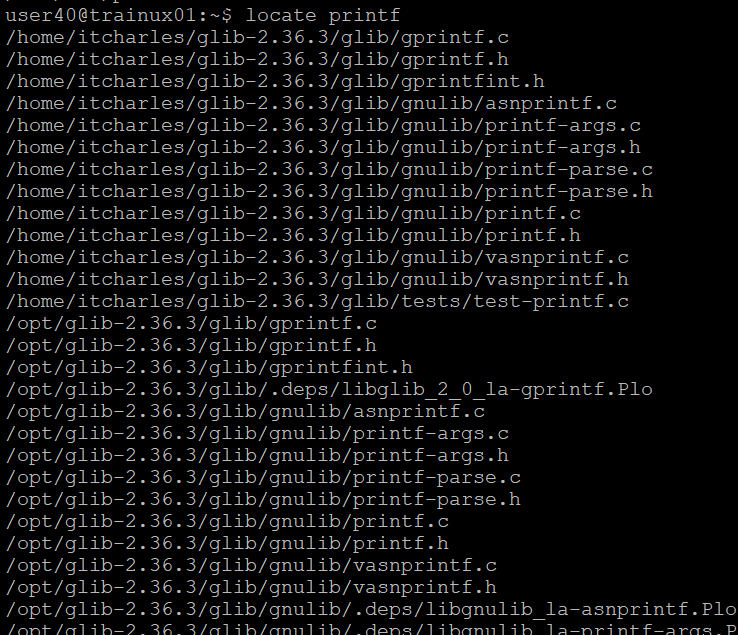 user40@trainux01:~$ locate printf
/home/itcharles/glib-2.36.3/glib/gprintf.c
/home/itcharles/glib-2.36.3/glib/gprintf.h
/home/itcharles/glib-2.36.3/glib/gprintfint.h
/home/itcharles/glib-2.36.3/glib/gnulib/asnprintf.c
/home/itcharles/glib-2.36.3/glib/gnulib/printf-args.c
/home/itcharles/glib-2.36.3/glib/gnulib/printf-args.h
/home/itcharles/glib-2.36.3/glib/gnulib/printf-parse.c
/home/itcharles/glib-2.36.3/glib/gnulib/printf-parse.h
/home/itcharles/glib-2.36.3/glib/gnulib/printf.c
/home/itcharles/glib-2.36.3/glib/gnulib/printf.h
/home/itcharles/glib-2.36.3/glib/gnulib/vasnprintf.c
/home/itcharles/glib-2.36.3/glib/gnulib/vasnprintf.h
/home/itcharles/glib-2.36.3/glib/tests/test-printf.c
/opt/glib-2.36.3/glib/gprintf.c
/opt/glib-2.36.3/glib/gprintf.h
/opt/glib-2.36.3/glib/gprintfint.h
/opt/glib-2.36.3/glib/.deps/libglib_2_0_la-gprintf.Plo
/opt/glib-2.36.3/glib/gnulib/asnprintf.c
/opt/glib-2.36.3/glib/gnulib/printf-args.c
/opt/glib-2.36.3/glib/gnulib/printf-args.h
/opt/glib-2.36.3/glib/gnulib/printf-parse.c
/opt/glib-2.36.3/glib/gnulib/printf-parse.h
/opt/glib-2.36.3/glib/gnulib/printf.c
/opt/glib-2.36.3/glib/gnulib/printf.h
/opt/glib-2.36.3/glib/gnulib/vasnprintf.c
/opt/glib-2.36.3/glib/gnulib/vasnprintf.h
/opt/glib-2.36.3/glib/gnulib/.deps/libgnulib_la-asnprintf.Plo
/opt/glib-2.36.3/glib/gnulib/.deps/libgnulib_la-printf-args.P